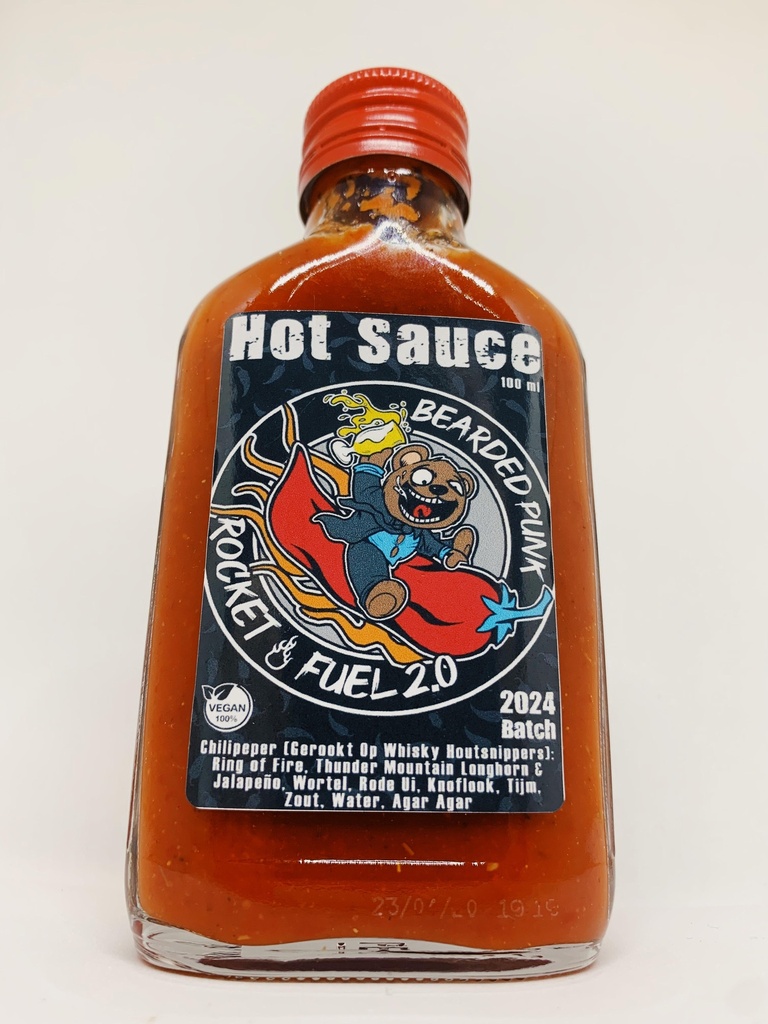 Hot Sauce
100 ml
BEARDED PUNK
ROCKET FUEL 2.0
VEGAN
100%
2024
Batch
Chilipeper (Gerookt Op Whisky Houtsnippers):
Ring of Fire, Thunder Mountain Longhorn &
Jalapeño, Wortel, Rode Ui, Knoflook, Tijm,
Zout, Water, Agar Agar